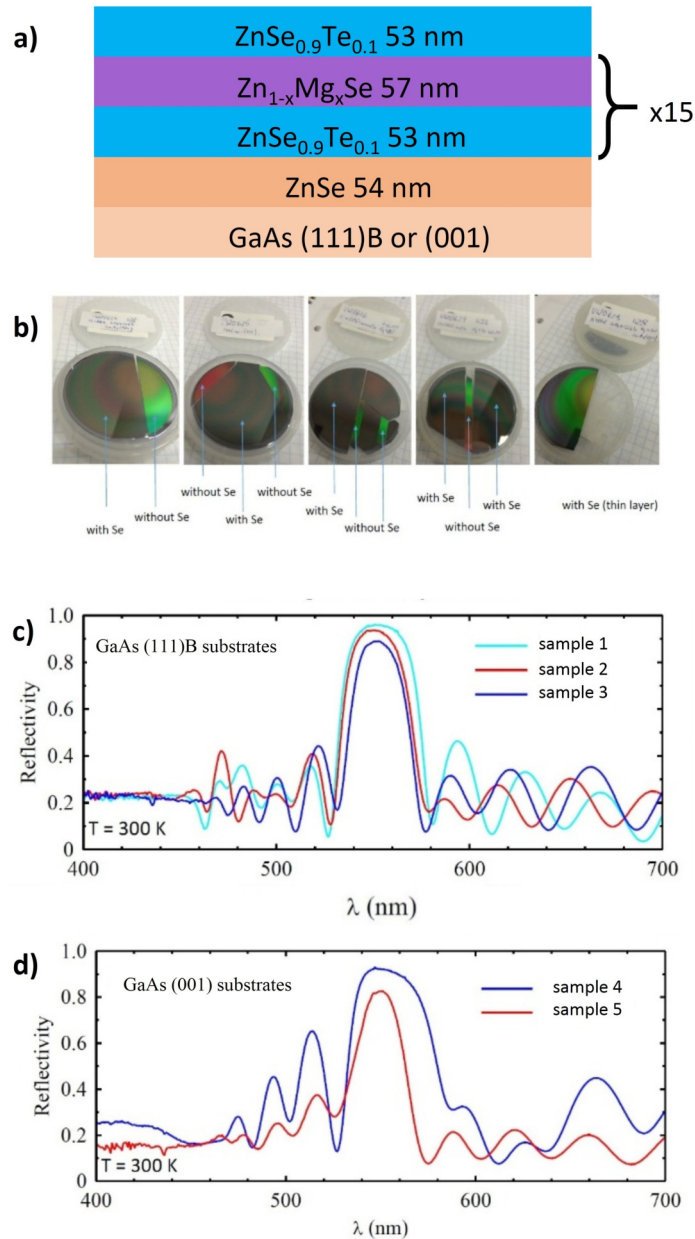 a)
ZnSe0.9Te0.1 53 nm
Zn1-xMgxSe 57 nm
ZnSe0.9Te0.1 53 nm
x15
ZnSe 54 nm
GaAs (111)B or (001)
b)
with Se
without Se
without Se
with Se
without Se
with Se
without Se
with Se
without Se
with Se
with Se (thin layer)
c)
GaAs (111)B substrates
sample 1
sample 2
sample 3
Reflectivity
1.0
0.8
0.6
0.4
0.2
0
T = 300 K
400
500
600
700
λ (nm)
d)
GaAs (001) substrates
sample 4
sample 5
Reflectivity
1.0
0.8
0.6
0.4
0.2
0
T = 300 K
400
500
600
700
λ (nm)